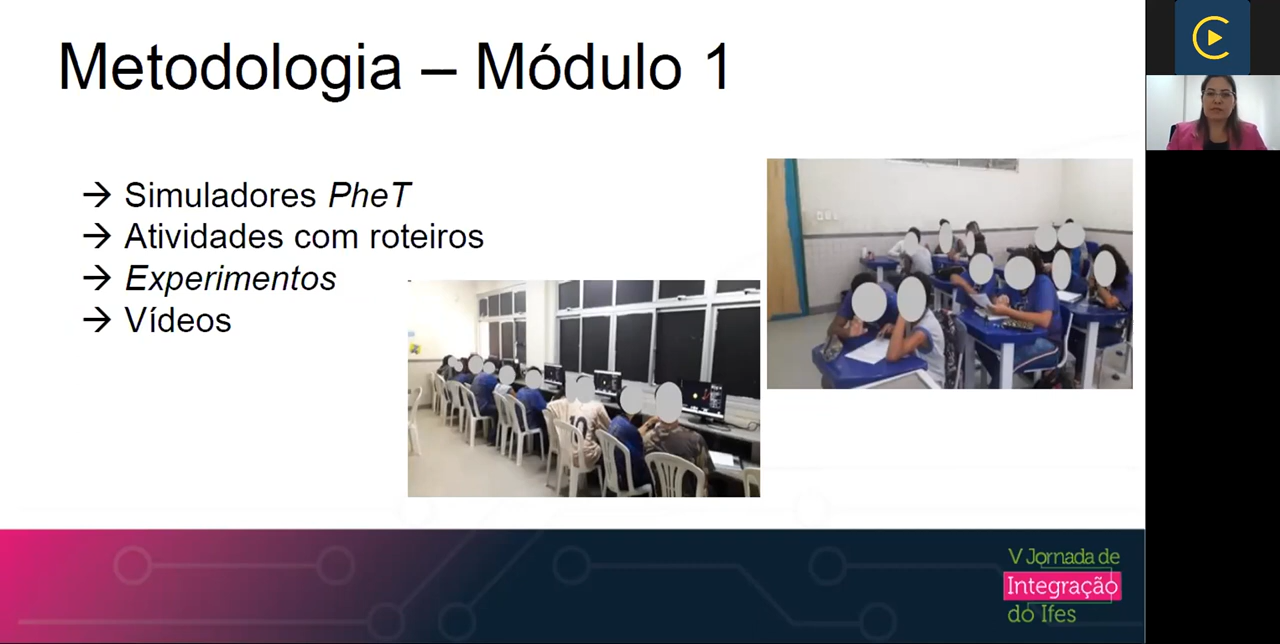 Metodologia – Módulo 1
→ Simuladores PheT
→ Atividades com roteiros
→ Experimentos
→ Vídeos
V Jornada de
Integração
do Ifes